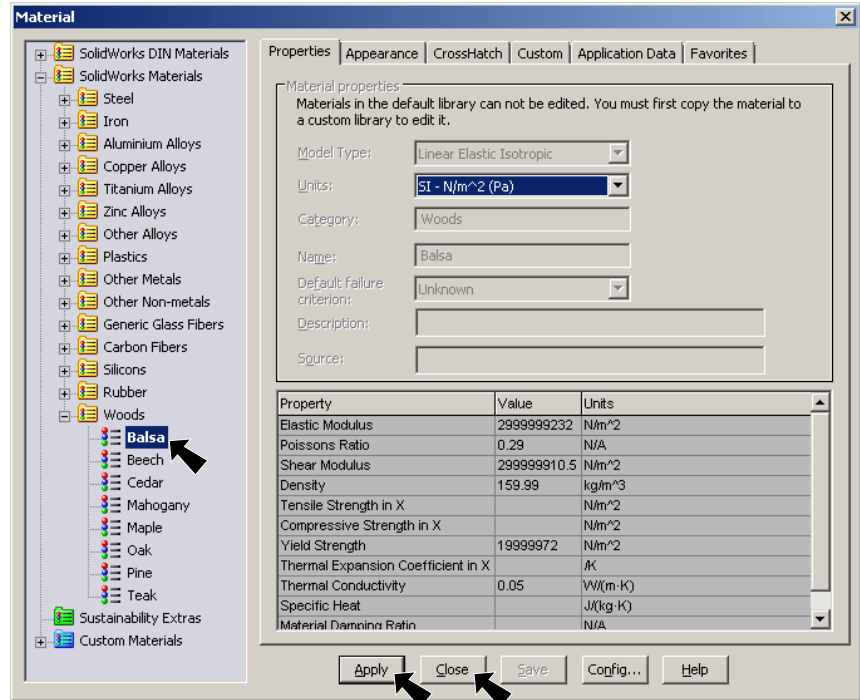 Material
SolidWorks DIN Materials
SolidWorks Materials
Steel
Iron
Aluminium Alloys
Copper Alloys
Titanium Alloys
Zinc Alloys
Other Alloys
Plastics
Other Metals
Other Non-metals
Generic Glass Fibers
Carbon Fibers
Silicons
Rubber
Woods
Balsa
Beech
Cedar
Mahogany
Maple
Oak
Pine
Teak
Sustainability Extras
Custom Materials
Properties Appearance CrossHatch Custom Application Data Favorites
Material properties
Materials in the default library can not be edited. You must first copy the material to
a custom library to edit it.
Model Type: Linear Elastic Isotropic
Units: SI - N/m^2 (Pa)
Category: Woods
Name: Balsa
Default failure
criterion: Unknown
Description:
Source:
Property Value Units
Elastic Modulus 2999999232 N/m^2
Poissons Ratio 0.29 N/A
Shear Modulus 299999910.5 N/m^2
Density 159.99 kg/m^3
Tensile Strength in X N/m^2
Compressive Strength in X N/m^2
Yield Strength 19999972 N/m^2
Thermal Expansion Coefficient in X /K
Thermal Conductivity 0.05 W/(m·K)
Specific Heat J/(kg·K)
Material Damping Ratio N/A
Apply Close Save Config... Help